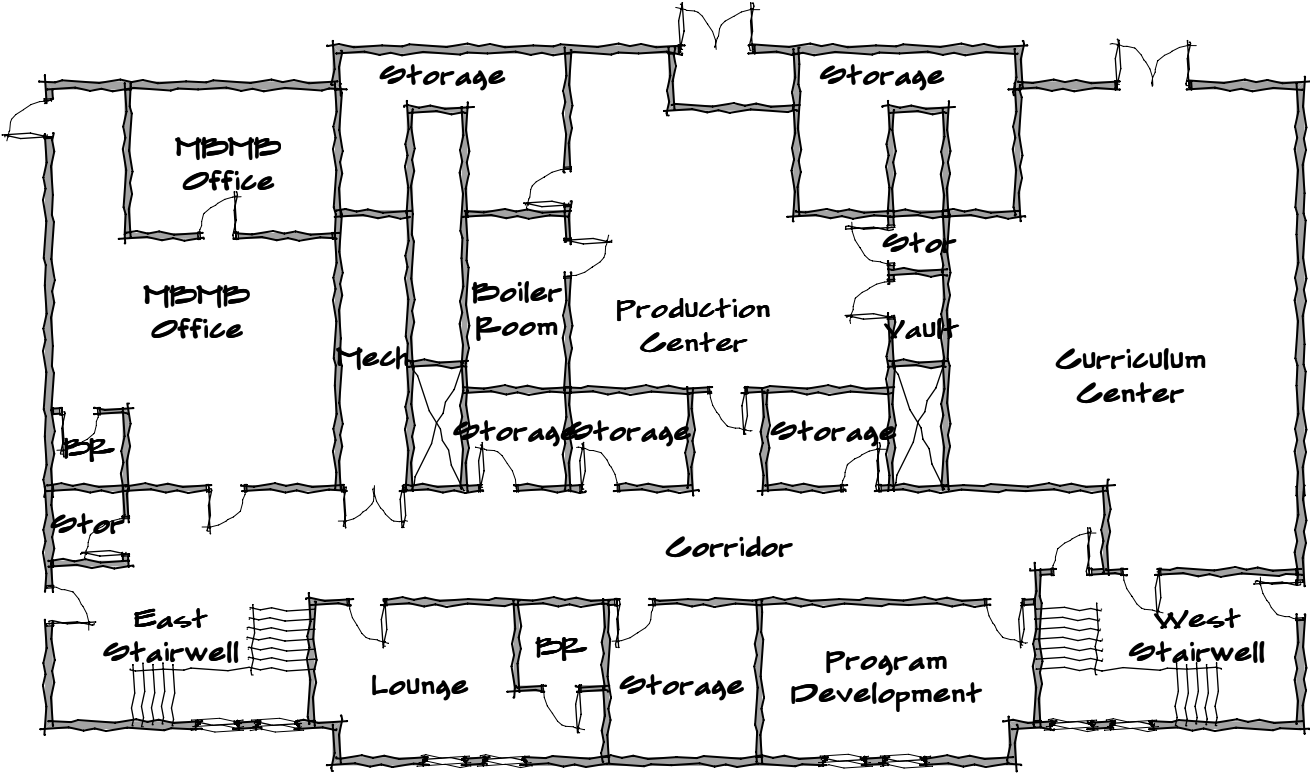 Storage
Storage
MBMB
Office
Stor
MBMB
Office
Boiler
Room
Production
Center
Vault
Mech
Curriculum
Center
BR
Storage
Storage
Storage
Stor
Corridor
East
Stairwell
BR
West
Stairwell
Lounge
Storage
Program
Development